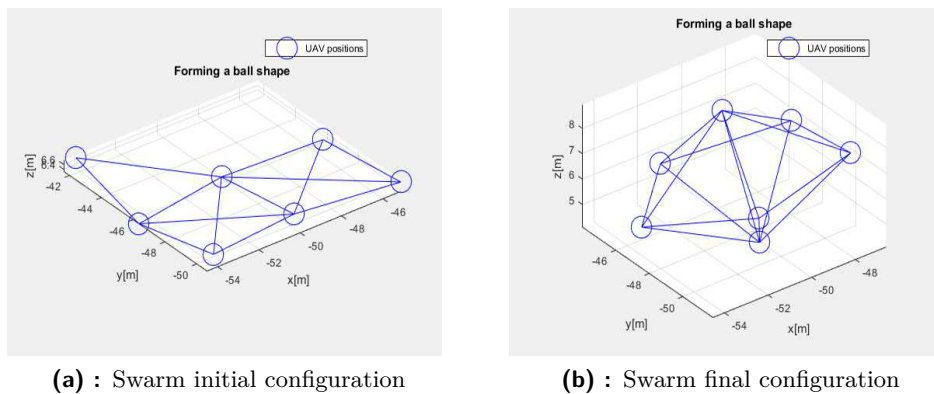 UAV positions
Forming a ball shape
z[m]
6.6
6.4
-42
-44
-46
-48
-50
y[m]
-54
-52
-50
-48
-46
x[m]
(a) : Swarm initial configuration
Forming a ball shape
UAV positions
z[m]
8
7
6
5
-46
-48
-50
y[m]
-54
-52
-50
-48
x[m]
(b) : Swarm final configuration